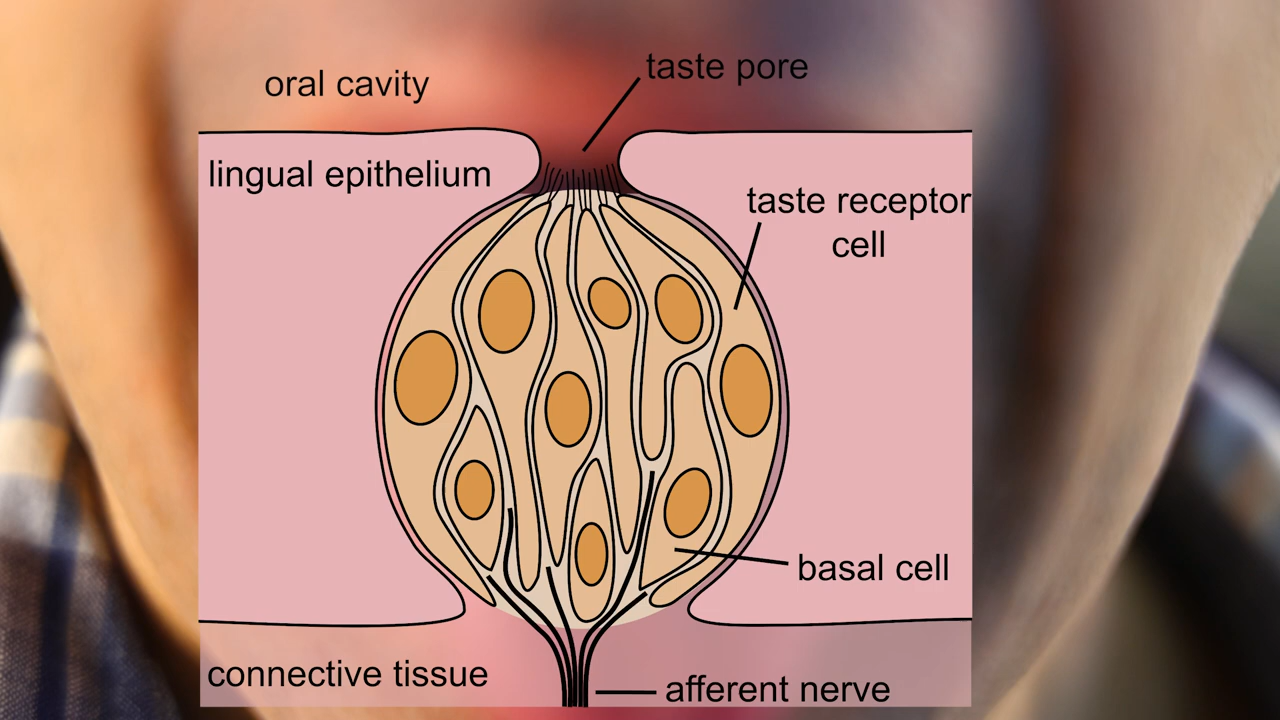 oral cavity
taste pore
lingual epithelium
taste receptor
cell
basal cell
connective tissue
afferent nerve